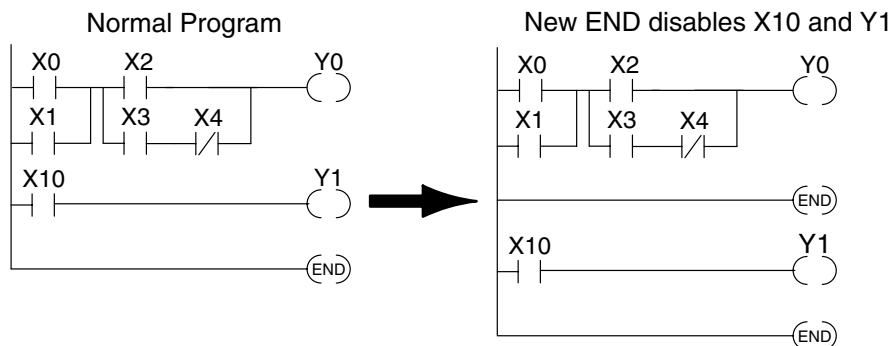 Normal Program
X0 X2 Y0
X1 X3 X4
X10 Y1
END
New END disables X10 and Y1
X0 X2 Y0
X1 X3 X4
END
X10 Y1
END